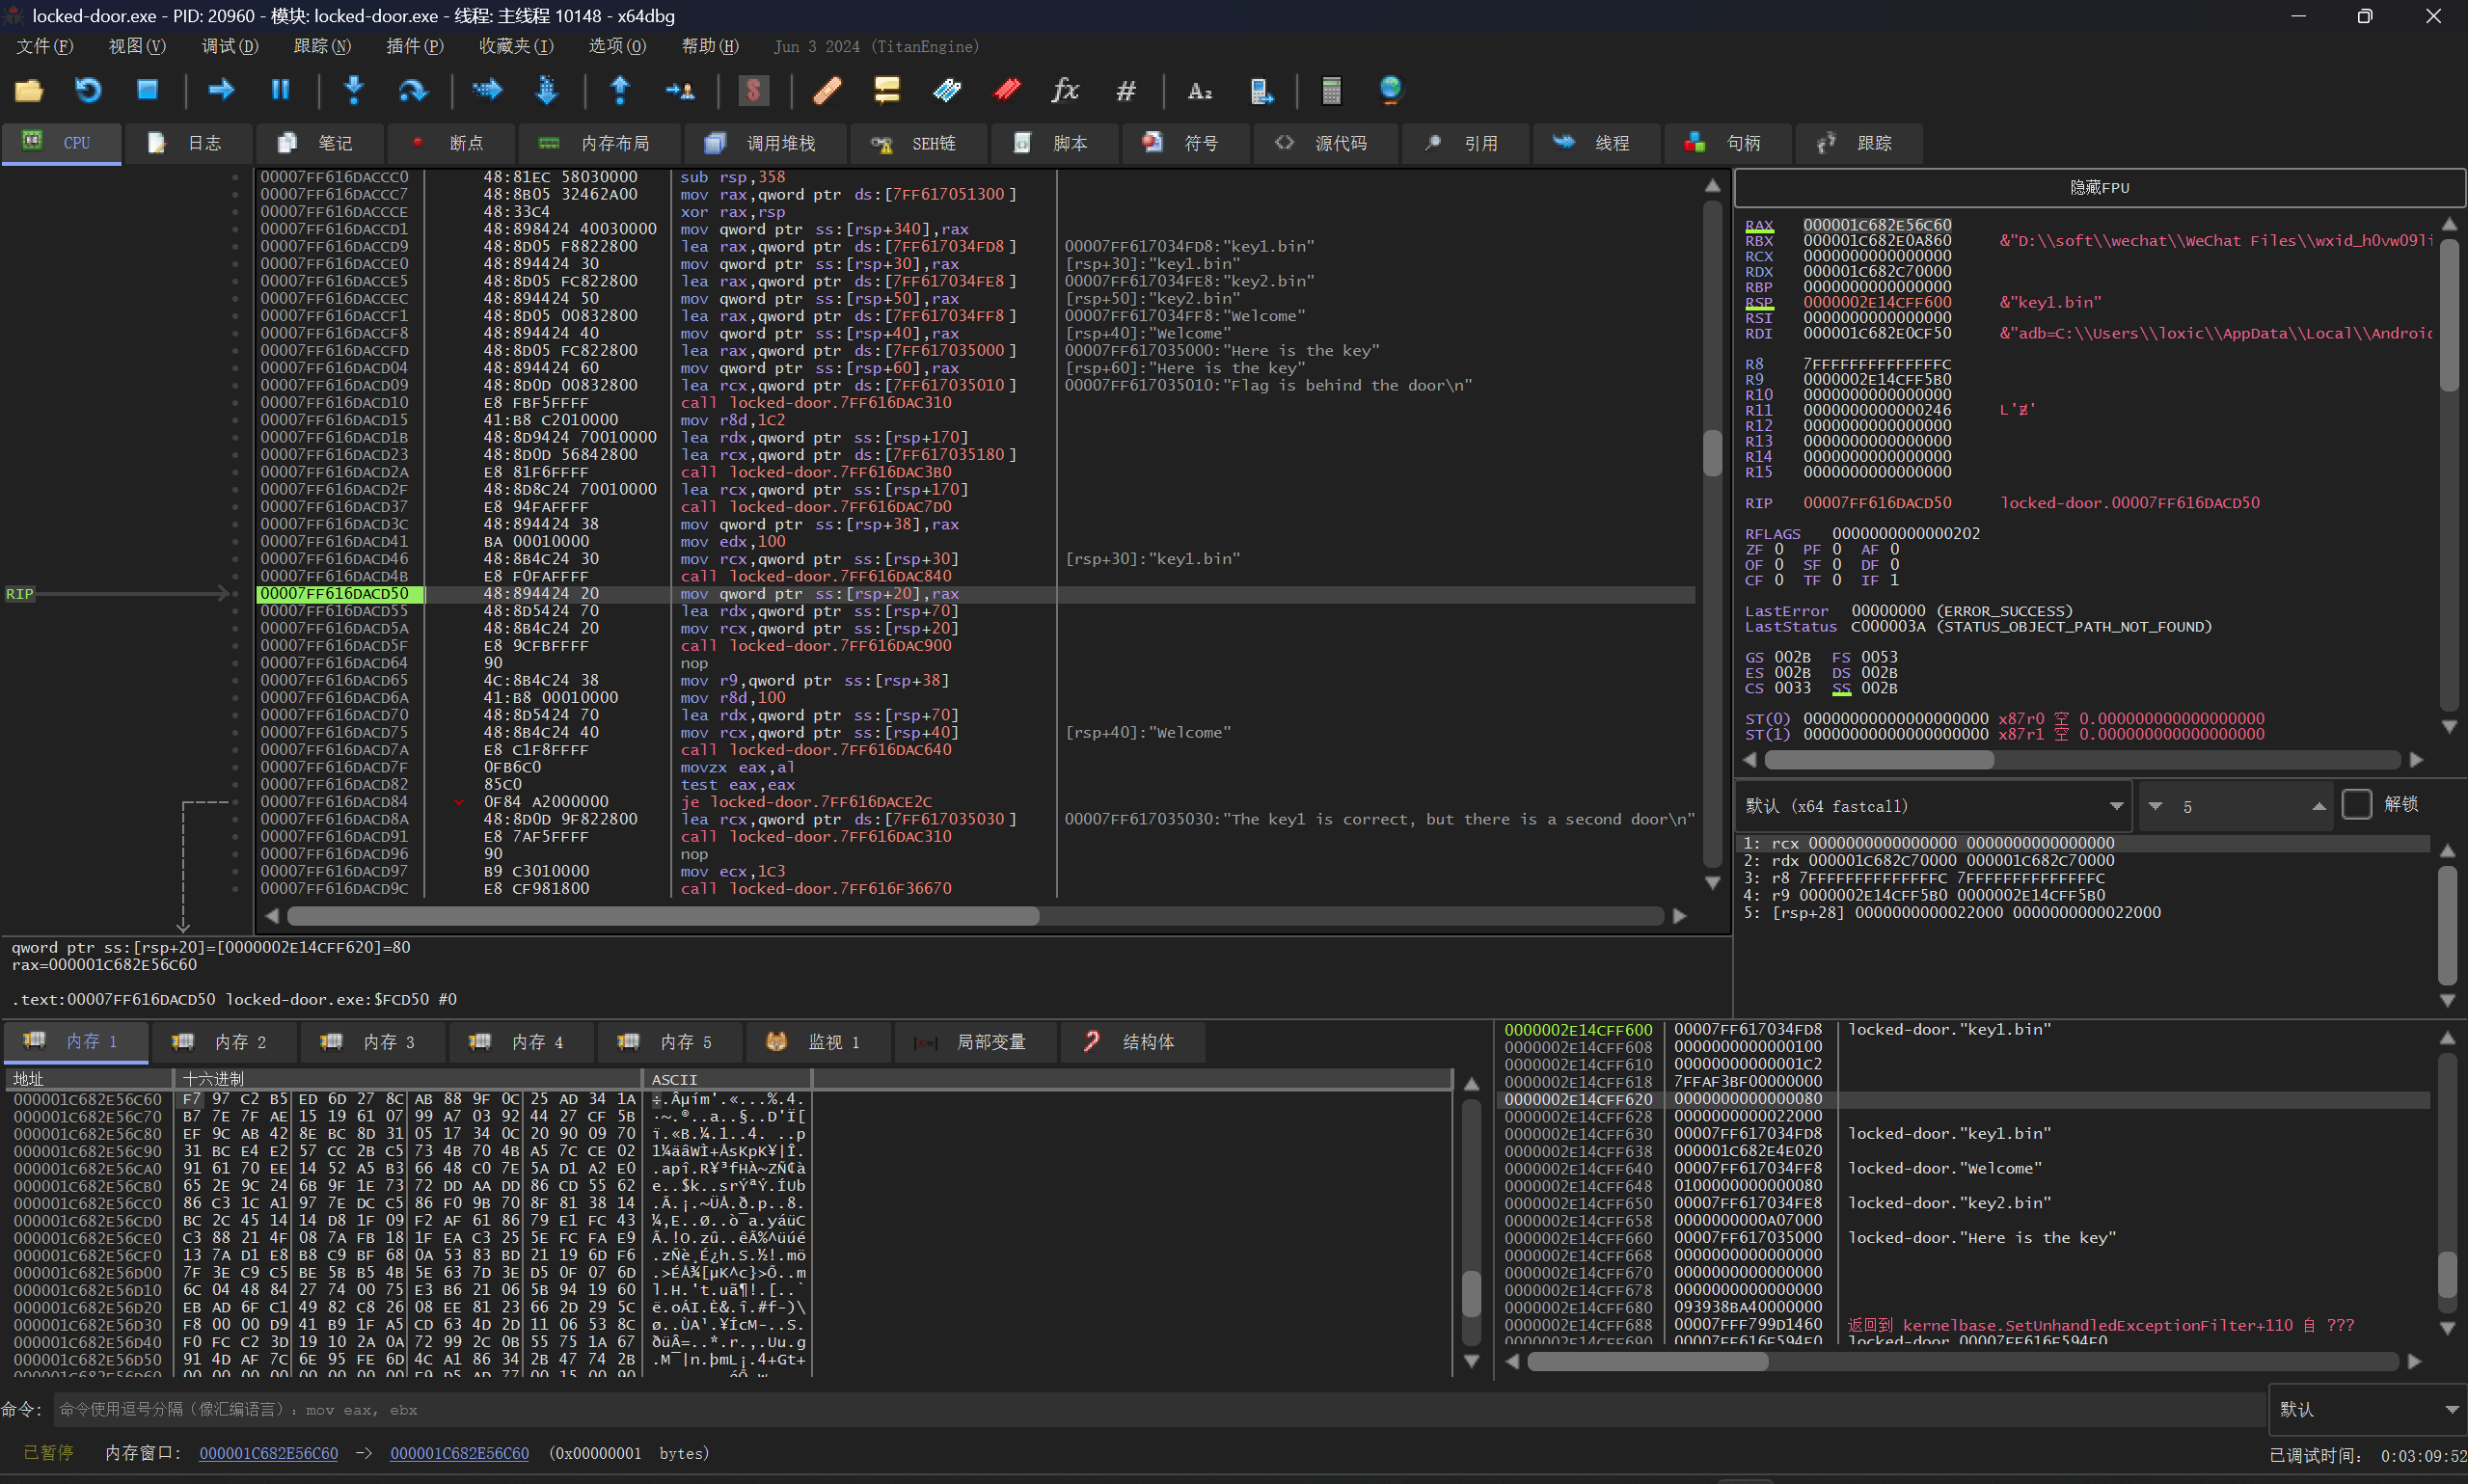 locked-door.exe - PID: 20960 - 模块: locked-door.exe - 线程: 主线程 10148 - x64dbg
文件(F) 视图(V) 调试(D) 跟踪(N) 插件(P) 收藏夹(I) 选项(O) 帮助(H) Jun 3 2024 (TitanEngine)
CPU 日志 笔记 断点 内存布局 调用堆栈 SEH链 脚本 符号 源代码 引用 线程 句柄 跟踪
00007FF616DACCC0 48:81EC 58030000 sub rsp,358
00007FF616DACCC7 48:8B05 32462A00 mov rax,qword ptr ds:[7FF617051300]
00007FF616DACCCE 48:33C4 xor rax,rsp
00007FF616DACCD1 48:898424 40030000 mov qword ptr ss:[rsp+340],rax
00007FF616DACCD9 48:8D05 F8822800 lea rax,qword ptr ds:[7FF617034FD8] 00007FF617034FD8:"key1.bin"
00007FF616DACCE0 48:894424 30 mov qword ptr ss:[rsp+30],rax [rsp+30]:"key1.bin"
00007FF616DACCE5 48:8D05 FC822800 lea rax,qword ptr ds:[7FF617034FE8] 00007FF617034FE8:"key2.bin"
00007FF616DACCEC 48:894424 50 mov qword ptr ss:[rsp+50],rax [rsp+50]:"key2.bin"
00007FF616DACCF1 48:8D05 00832800 lea rax,qword ptr ds:[7FF617034FF8] 00007FF617034FF8:"Welcome"
00007FF616DACCF8 48:894424 40 mov qword ptr ss:[rsp+40],rax [rsp+40]:"Welcome"
00007FF616DACCFD 48:8D05 FC822800 lea rax,qword ptr ds:[7FF617035000] 00007FF617035000:"Here is the key"
00007FF616DACD04 48:894424 60 mov qword ptr ss:[rsp+60],rax [rsp+60]:"Here is the key"
00007FF616DACD09 48:8D0D 00832800 lea rcx,qword ptr ds:[7FF617035010] 00007FF617035010:"Flag is behind the door\n"
00007FF616DACD10 E8 FBF5FFFF call locked-door.7FF616DAC310
00007FF616DACD15 41:B8 C2010000 mov r8d,1C2
00007FF616DACD1B 48:8D9424 70010000 lea rdx,qword ptr ss:[rsp+170]
00007FF616DACD23 48:8D0D 56842800 lea rcx,qword ptr ds:[7FF617035180]
00007FF616DACD2A E8 81F6FFFF call locked-door.7FF616DAC3B0
00007FF616DACD2F 48:8D8C24 70010000 lea rcx,qword ptr ss:[rsp+170]
00007FF616DACD37 E8 94FAFFFF call locked-door.7FF616DAC7D0
00007FF616DACD3C 48:894424 38 mov qword ptr ss:[rsp+38],rax
00007FF616DACD41 BA 00010000 mov edx,100
00007FF616DACD46 48:8B4C24 30 mov rcx,qword ptr ss:[rsp+30] [rsp+30]:"key1.bin"
00007FF616DACD4B E8 F0FAFFFF call locked-door.7FF616DAC840
RIP 00007FF616DACD50 48:894424 20 mov qword ptr ss:[rsp+20],rax
00007FF616DACD55 48:8D5424 70 lea rdx,qword ptr ss:[rsp+70]
00007FF616DACD5A 48:8B4C24 20 mov rcx,qword ptr ss:[rsp+20]
00007FF616DACD5F E8 9CFBFFFF call locked-door.7FF616DAC900
00007FF616DACD64 90 nop
00007FF616DACD65 4C:8B4C24 38 mov r9,qword ptr ss:[rsp+38]
00007FF616DACD6A 41:B8 00010000 mov r8d,100
00007FF616DACD70 48:8D5424 70 lea rdx,qword ptr ss:[rsp+70]
00007FF616DACD75 48:8B4C24 40 mov rcx,qword ptr ss:[rsp+40] [rsp+40]:"Welcome"
00007FF616DACD7A E8 C1F8FFFF call locked-door.7FF616DAC640
00007FF616DACD7F 0FB6C0 movzx eax,al
00007FF616DACD82 85C0 test eax,eax
00007FF616DACD84 0F84 A2000000 je locked-door.7FF616DACE2C
00007FF616DACD8A 48:8D0D 9F822800 lea rcx,qword ptr ds:[7FF617035030] 00007FF617035030:"The key1 is correct, but there is a second door\n"
00007FF616DACD91 E8 7AF5FFFF call locked-door.7FF616DAC310
00007FF616DACD96 90 nop
00007FF616DACD97 B9 C3010000 mov ecx,1C3
00007FF616DACD9C E8 CF981800 call locked-door.7FF616F36670
qword ptr ss:[rsp+20]=[0000002E14CFF620]=80
rax=000001C682E56C60
.text:00007FF616DACD50 locked-door.exe:$FCD50 #0
隐藏FPU
RAX 000001C682E56C60
RBX 000001C682E0A860 &"D:\\soft\\wechat\\WeChat Files\\wxid_h0vw09li
RCX 0000000000000000
RDX 000001C682C70000
RBP 0000000000000000
RSP 0000002E14CFF600 &"key1.bin"
RSI 0000000000000000
RDI 000001C682E0CF50 &"adb=C:\\Users\\loxic\\AppData\\Local\\Android
R8 7FFFFFFFFFFFFFFC
R9 0000002E14CFF5B0
R10 0000000000000000
R11 0000000000000246
R12 0000000000000000
R13 0000000000000000
R14 0000000000000000
R15 0000000000000000
RIP 00007FF616DACD50 locked-door.00007FF616DACD50
RFLAGS 0000000000000202
ZF 0 PF 0 AF 0
OF 0 SF 0 DF 0
CF 0 TF 0 IF 1
LastError 00000000 (ERROR_SUCCESS)
LastStatus C000003A (STATUS_OBJECT_PATH_NOT_FOUND)
GS 002B FS 0053
ES 002B DS 002B
CS 0033 SS 002B
ST(0) 00000000000000000000 x87r0 空 0.000000000000000000
ST(1) 00000000000000000000 x87r1 空 0.000000000000000000
默认 (x64 fastcall) 5 解锁
1: rcx 0000000000000000 0000000000000000
2: rdx 000001C682C70000 000001C682C70000
3: r8 7FFFFFFFFFFFFFFC 7FFFFFFFFFFFFFFC
4: r9 0000002E14CFF5B0 0000002E14CFF5B0
5: [rsp+28] 0000000000022000 0000000000022000
内存 1 内存 2 内存 3 内存 4 内存 5 监视 1 局部变量 结构体
地址 十六进制 ASCII
000001C682E56C60 F7 97 C2 B5 ED 6D 27 8C AB 88 9F 0C 25 AD 34 1A
000001C682E56C70 B7 7E 7F AE 15 19 61 07 99 A7 03 92 44 27 CF 5B
000001C682E56C80 EF 9C AB 42 8E BC 8D 31 05 17 34 0C 20 90 09 70
000001C682E56C90 31 BC E4 E2 57 CC 2B C5 73 4B 70 4B A5 7C CE 02
000001C682E56CA0 91 61 70 EE 14 52 A5 B3 66 48 C0 7E 5A D1 A2 E0
000001C682E56CB0 65 2E 9C 24 6B 9F 1E 73 72 DD AA DD 86 CD 55 62
000001C682E56CC0 86 C3 1C A1 97 7E DC C5 86 F0 9B 70 8F 81 38 14
000001C682E56CD0 BC 2C 45 14 14 D8 1F 09 F2 AF 61 86 79 E1 FC 43
000001C682E56CE0 C3 88 21 4F 08 7A FB 18 1F EA C3 25 5E FC FA E9
000001C682E56CF0 13 7A D1 E8 B8 C9 BF 68 0A 53 83 BD 21 19 6D F6
000001C682E56D00 7F 3E C9 C5 BE 5B B5 4B 5E 63 7D 3E D5 0F 07 6D
000001C682E56D10 6C 04 48 84 27 74 00 75 E3 B6 21 06 5B 94 19 60
000001C682E56D20 EB AD 6F C1 49 82 C8 26 08 EE 81 23 66 2D 29 5C
000001C682E56D30 F8 00 00 D9 41 B9 1F A5 CD 63 4D 2D 11 06 53 8C
000001C682E56D40 F0 FC C2 3D 19 10 2A 0A 72 99 2C 0B 55 75 1A 67
000001C682E56D50 91 4D AF 7C 6E 95 FE 6D 4C A1 86 34 2B 47 74 2B
0000002E14CFF600 00007FF617034FD8 locked-door."key1.bin"
0000002E14CFF608 0000000000000100
0000002E14CFF610 00000000000001C2
0000002E14CFF618 7FFAF3BF00000000
0000002E14CFF620 0000000000000080
0000002E14CFF628 0000000000022000
0000002E14CFF630 00007FF617034FD8 locked-door."key1.bin"
0000002E14CFF638 000001C682E4E020
0000002E14CFF640 00007FF617034FF8 locked-door."Welcome"
0000002E14CFF648 0100000000000080
0000002E14CFF650 00007FF617034FE8 locked-door."key2.bin"
0000002E14CFF658 0000000000A07000
0000002E14CFF660 00007FF617035000 locked-door."Here is the key"
0000002E14CFF668 0000000000000000
0000002E14CFF670 0000000000000000
0000002E14CFF678 0000000000000000
0000002E14CFF680 093938BA40000000
0000002E14CFF688 00007FFF799D1460 返回到 kernelbase.SetUnhandledExceptionFilter+110 自 ???
命令: 命令使用逗号分隔（像汇编语言）: mov eax, ebx 默认
已暂停 内存窗口: 000001C682E56C60 -> 000001C682E56C60 (0x00000001 bytes) 已调试时间: 0:03:09:52